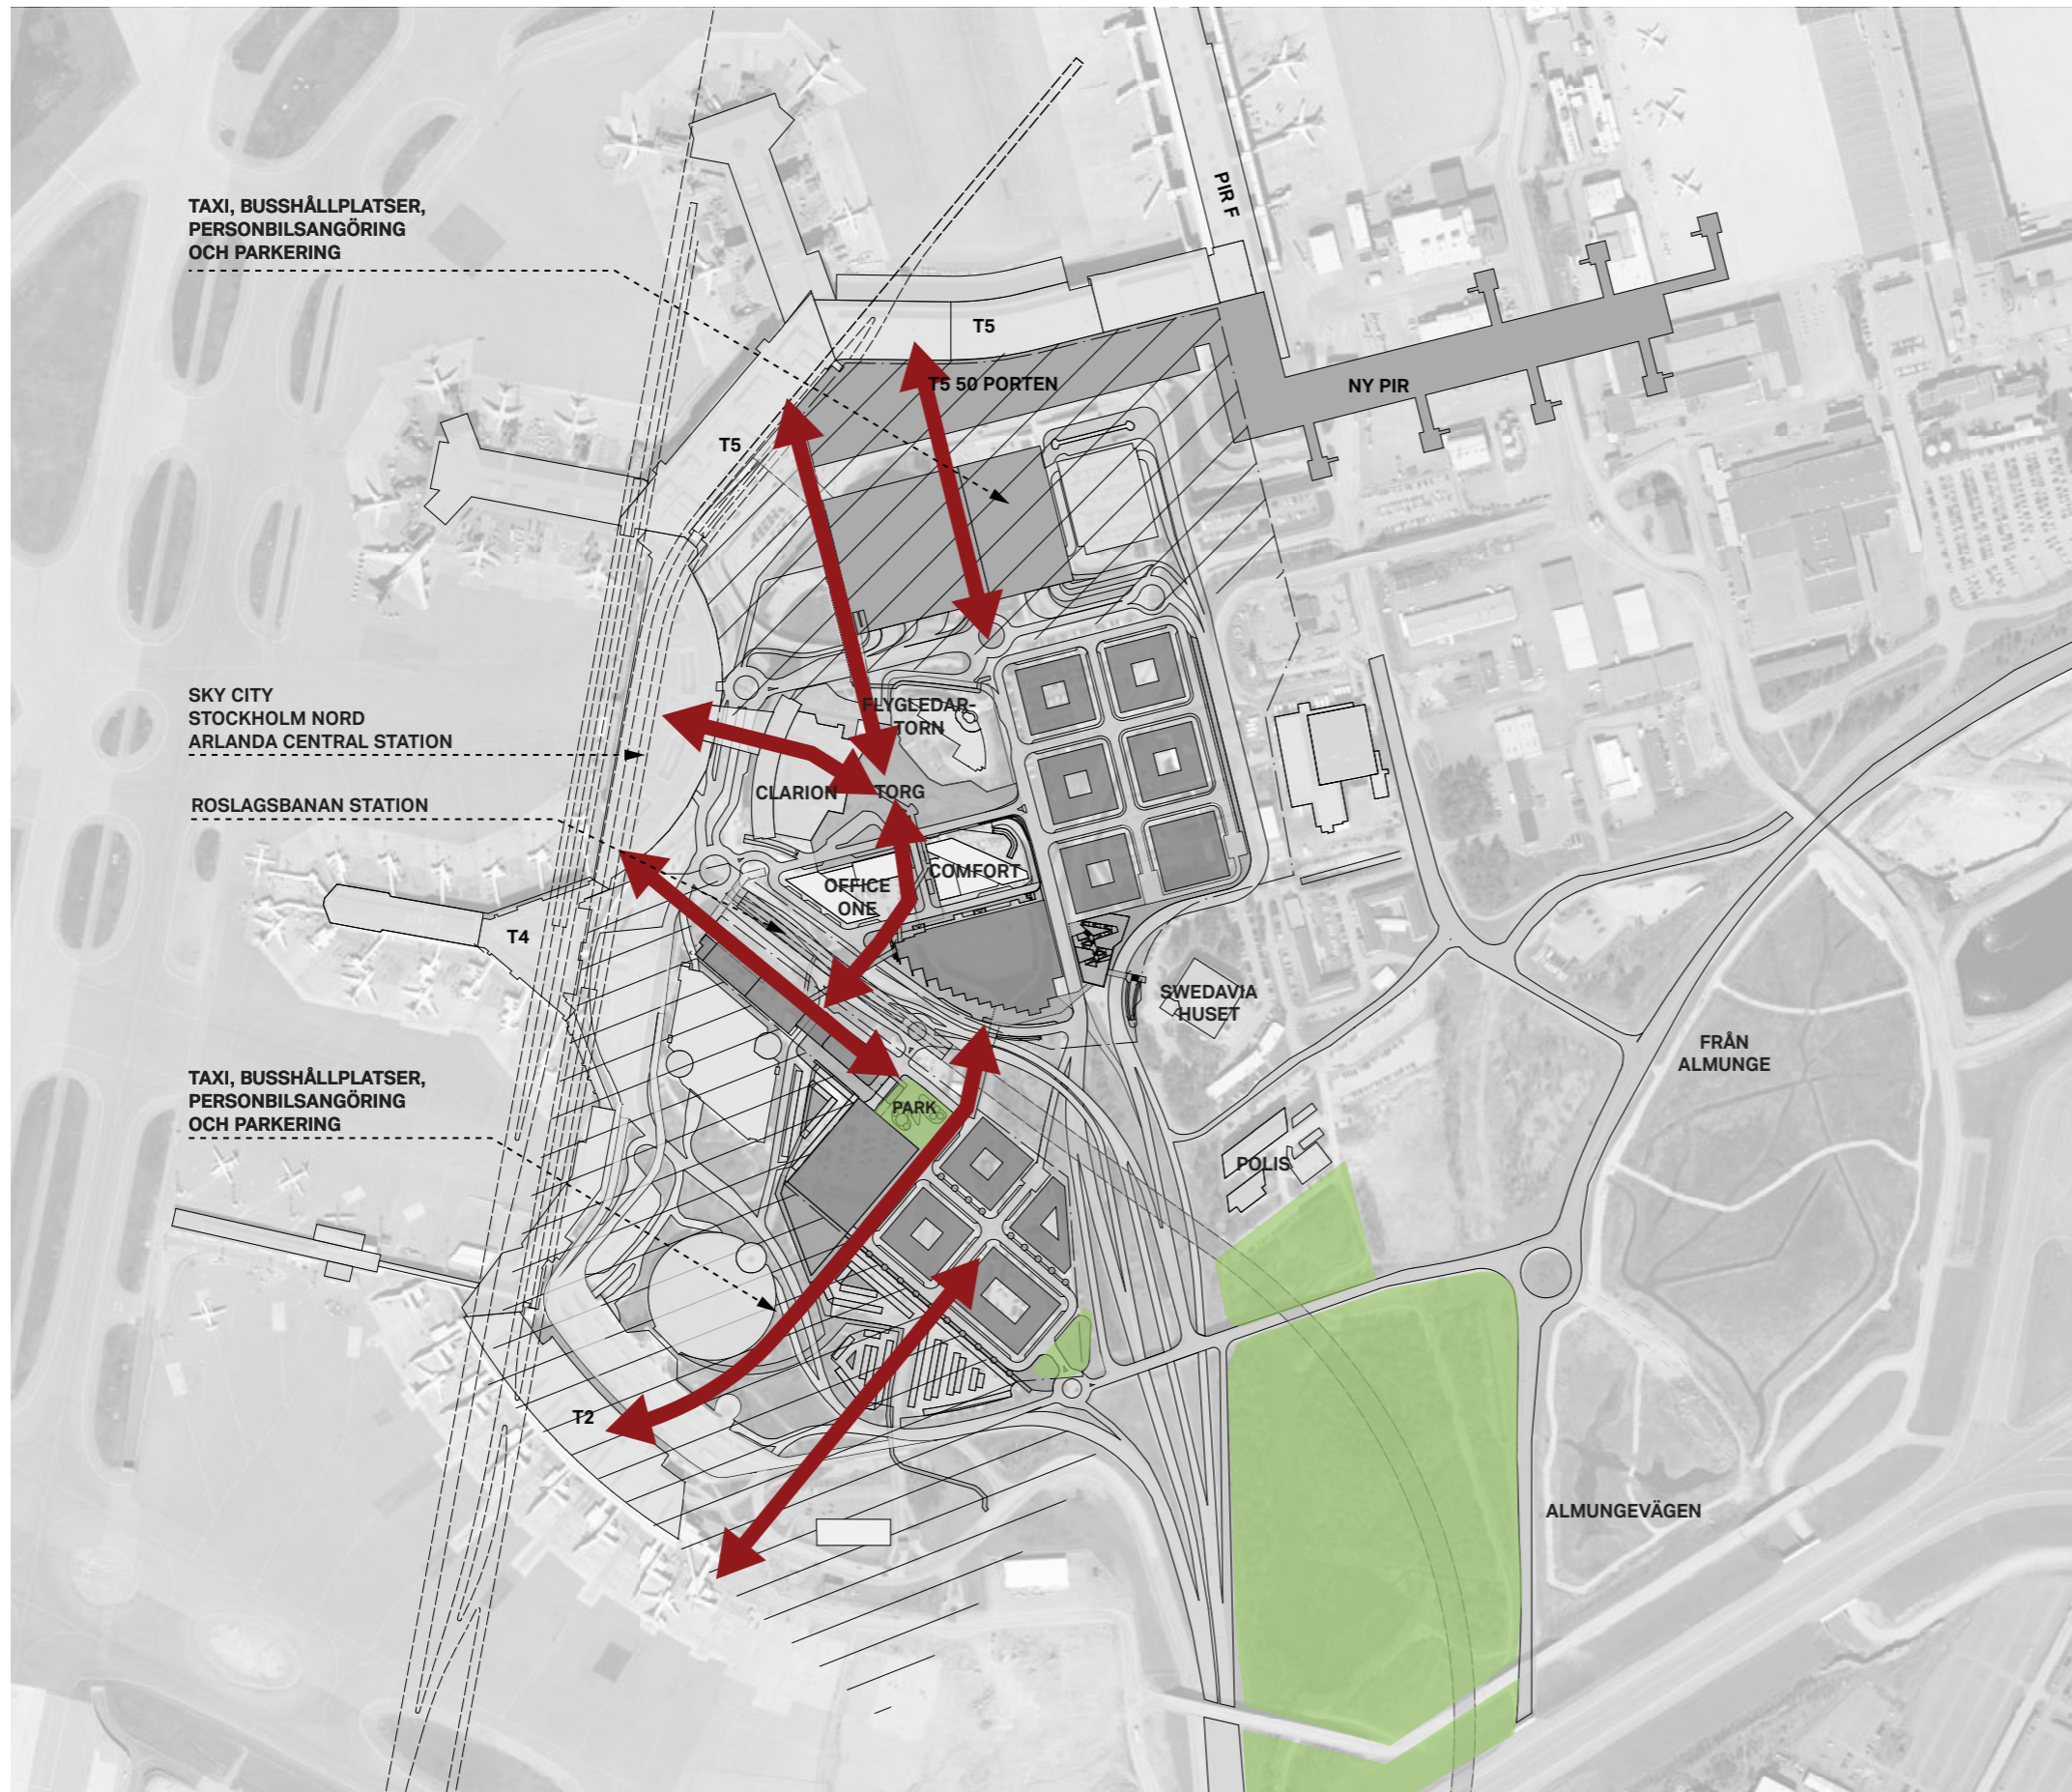 PIR F
TAXI, BUSSHÅLLPLATSER,
PERSONBILSANGÖRING
OCH PARKERING
T5
T5 50 PORTEN
NY PIR
T5
SKY CITY
STOCKHOLM NORD
ARLANDA CENTRAL STATION
FLYGLEDAR-
TORN
CLARION
TORG
ROSLAGSBANAN STATION
COMFORT
OFFICE
ONE
T4
SWEDAVIA
HUSET
FRÅN
ALMUNGE
TAXI, BUSSHÅLLPLATSER,
PERSONBILSANGÖRING
OCH PARKERING
PARK
POLIS
T2
ALMUNGEVÄGEN